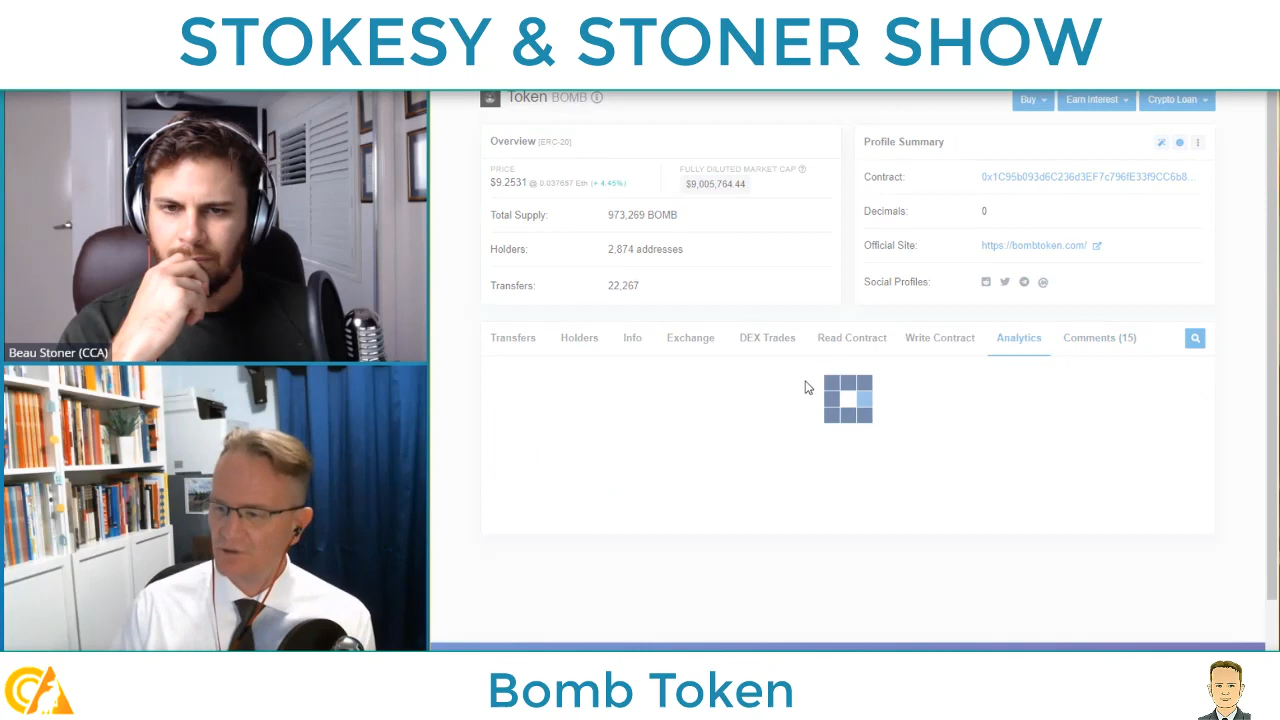 STOKESY & STONER SHOW
Token BOMB
Buy
Earn Interest
Crypto Loan
Overview [ERC-20]
PRICE
$9.2531 @ 0.037657 Eth (+ 4.45%)
FULLY DILUTED MARKET CAP
$9,005,764.44
Total Supply: 973,269 BOMB
Holders: 2,874 addresses
Transfers: 22,267
Profile Summary
Contract: 0x1C95b093d6C236d3EF7c796fE33f9CC6b8...
Decimals: 0
Official Site: https://bombtoken.com/
Social Profiles:
Transfers Holders Info Exchange DEX Trades Read Contract Write Contract Analytics Comments (15)
Beau Stoner (CCA)
Bomb Token